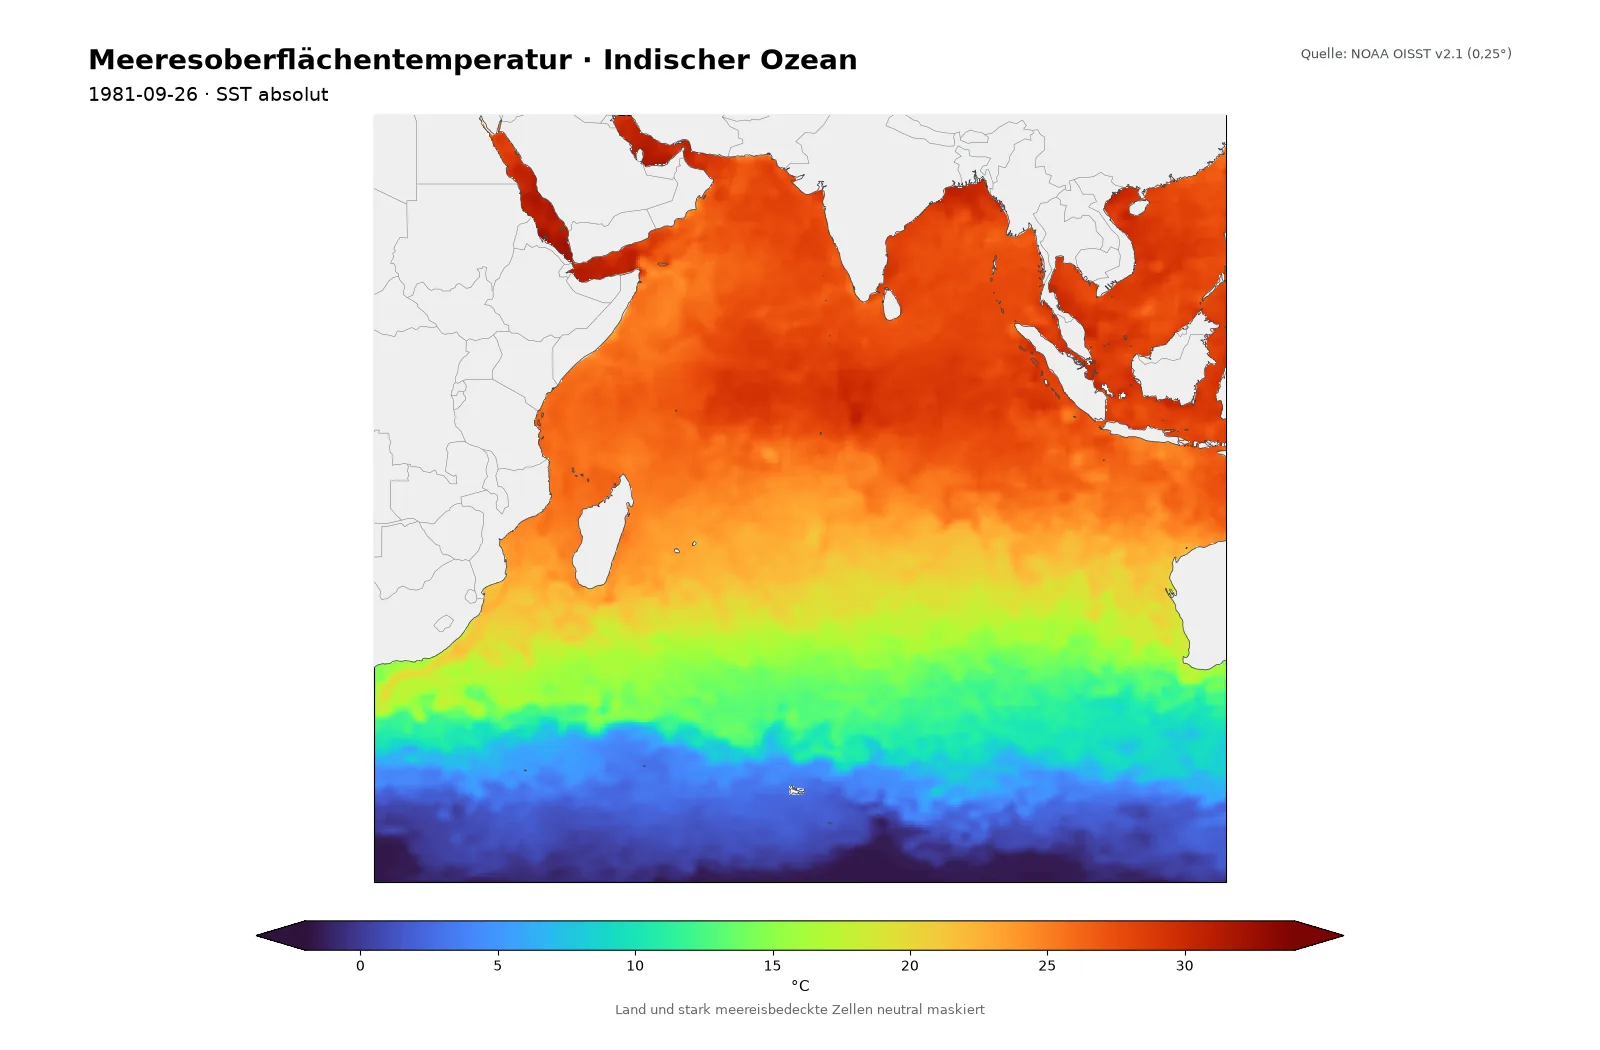 Meeresoberflächentemperatur · Indischer Ozean
Quelle: NOAA OISST v2.1 (0,25°)
1981-09-26 · SST absolut
0 5 10 15 20 25 30
°C
Land und stark meereisbedeckte Zellen neutral maskiert